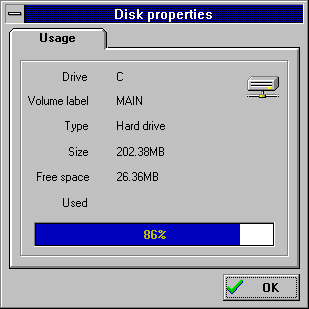 Disk properties
Usage
Drive C
Volume label MAIN
Type Hard drive
Size 202.38MB
Free space 26.36MB
Used
86%
OK